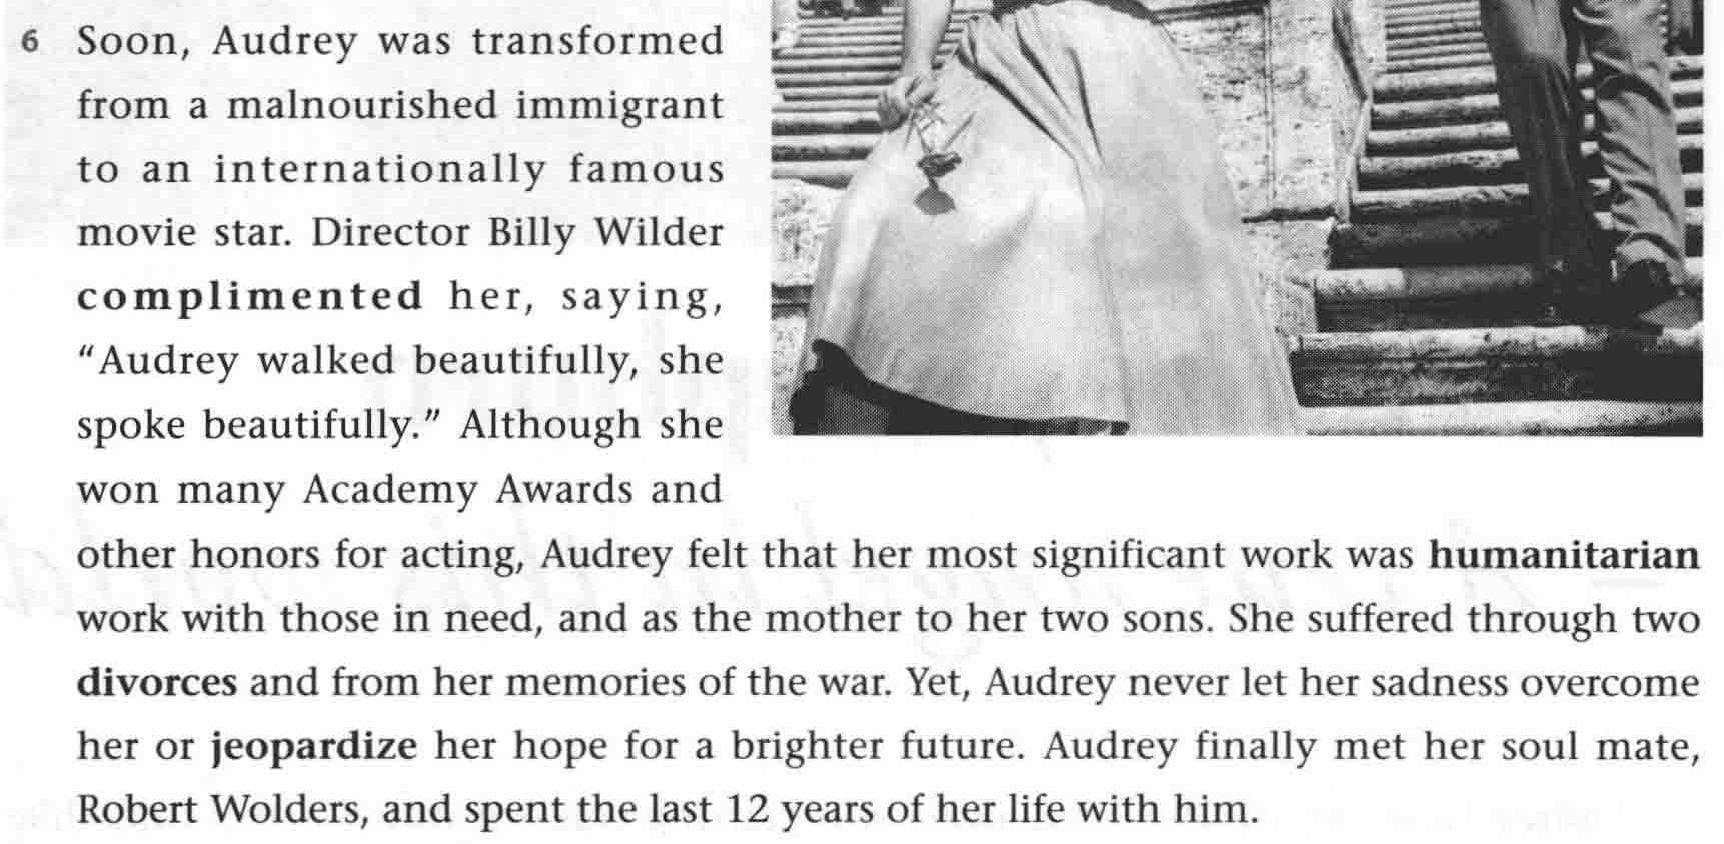 6 Soon, Audrey was transformed
from a malnourished immigrant
to an internationally famous
movie star. Director Billy Wilder
complimented her, saying,
“Audrey walked beautifully, she
spoke beautifully.” Although she
won many Academy Awards and
other honors for acting, Audrey felt that her most significant work was humanitarian
work with those in need, and as the mother to her two sons. She suffered through two
divorces and from her memories of the war. Yet, Audrey never let her sadness overcome
her or jeopardize her hope for a brighter future. Audrey finally met her soul mate,
Robert Wolders, and spent the last 12 years of her life with him.